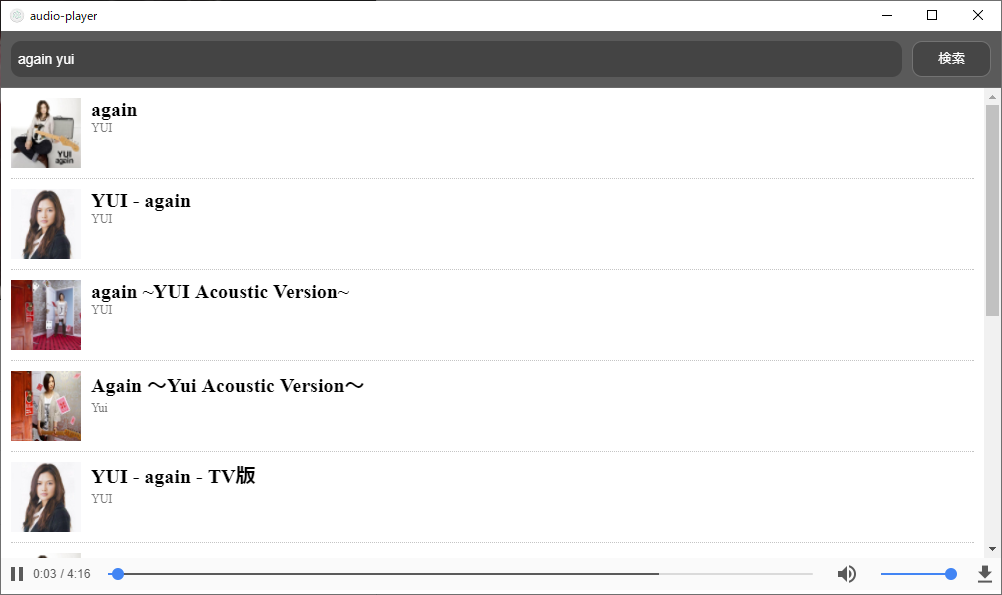 audio-player
again yui
検索
again
YUI
YUI
again
YUI - again
YUI
again ~YUI Acoustic Version~
YUI
Again ～Yui Acoustic Version～
Yui
YUI - again - TV版
YUI
0:03 / 4:16